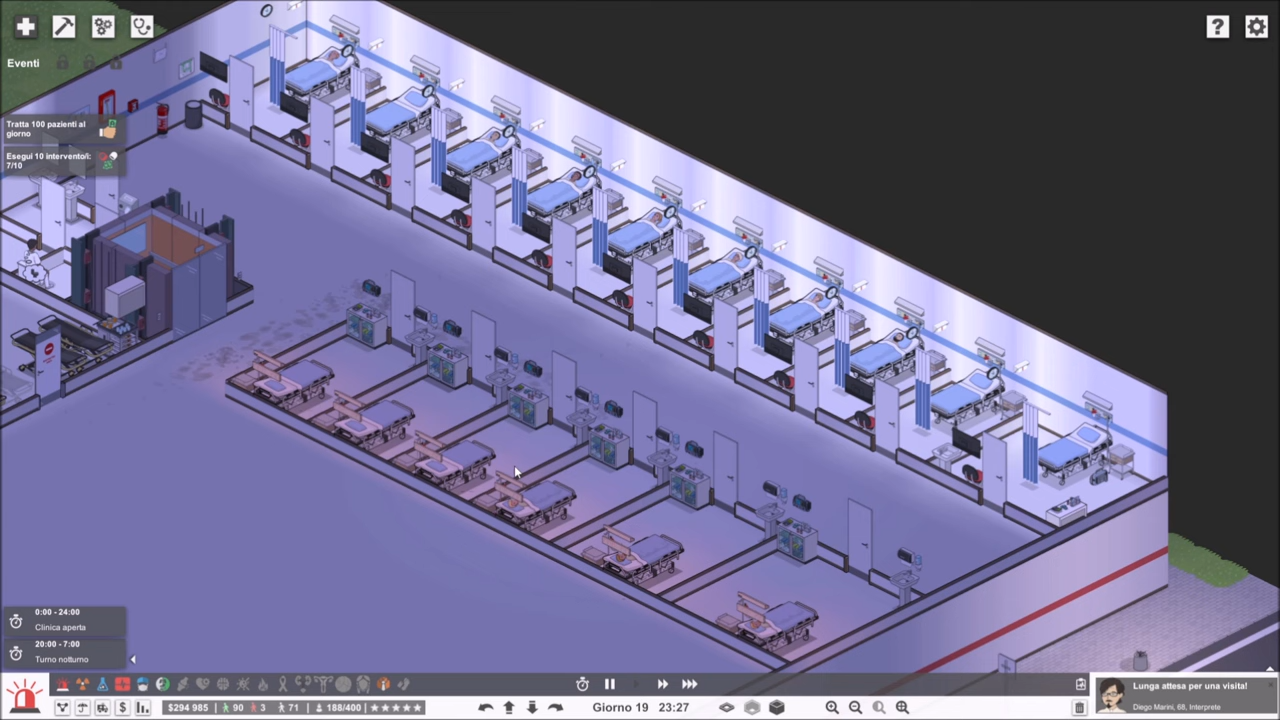 Eventi
Tratta 100 pazienti al
giorno
Esegui 10 intervento/i:
7/10
0:00 - 24:00
Clinica aperta
20:00 - 7:00
Turno notturno
$294 985 90 3 71 188/400
Giorno 19 23:27
Lunga attesa per una visita!
Diego Marini, 68, Interprete